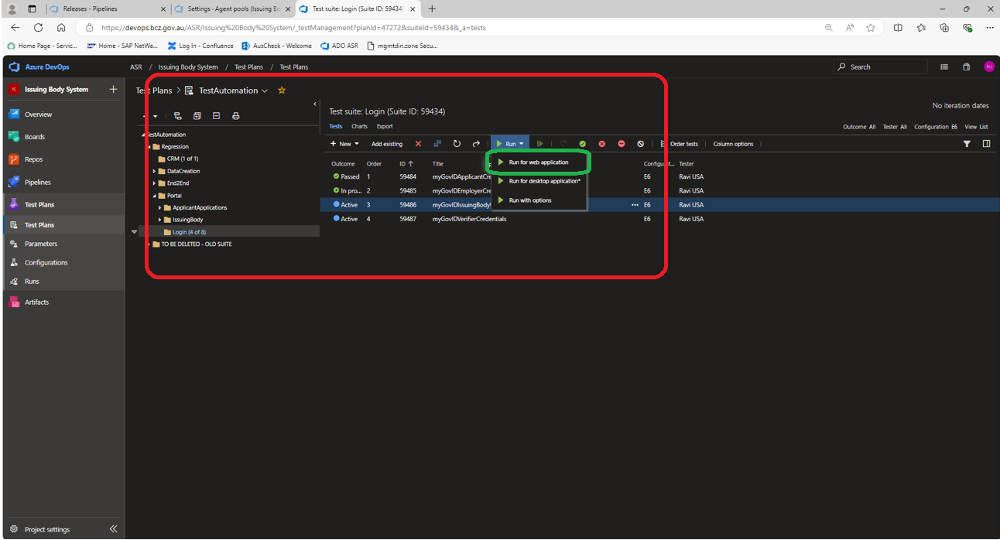 Releases - Pipelines
Settings - Agent pools (Issuing Bo
Test suite: Login (Suite ID: 59434)
https://devops.bcz.gov.au/ASR/Issuing%20Body%20System/_testManagement?planId=47272&suiteId=59434&_a=tests
Home Page - Servic...
Home - SAP NetWe...
Log In - Confluence
AusCheck - Welcome
ADO ASR
mgmtdin.zone Secu...
Azure DevOps
ASR / Issuing Body System / Test Plans / Test Plans
Search
Issuing Body System
Overview
Boards
Repos
Pipelines
Test Plans
Test Plans
Parameters
Configurations
Runs
Artifacts
Project settings
Test Plans > TestAutomation
TestAutomation
Regression
CRM (1 of 1)
DataCreation
End2End
Portal
ApplicantApplications
IssuingBody
Login (4 of 8)
TO BE DELETED - OLD SUITE
Test suite: Login (Suite ID: 59434)
No iteration dates
Tests Charts Export
Outcome All Tester All Configuration E6 View List
New Add existing Run Order tests Column options
Run for web application
Run for desktop application*
Run with options
Outcome Order ID Title Configurat... Tester
Passed 1 59484 myGovIDApplicantCre E6 Ravi USA
In pro... 2 59485 myGovIDEmployerCre E6 Ravi USA
Active 3 59486 myGovIDIssuingBody ... E6 Ravi USA
Active 4 59487 myGovIDVerifierCredentials E6 Ravi USA